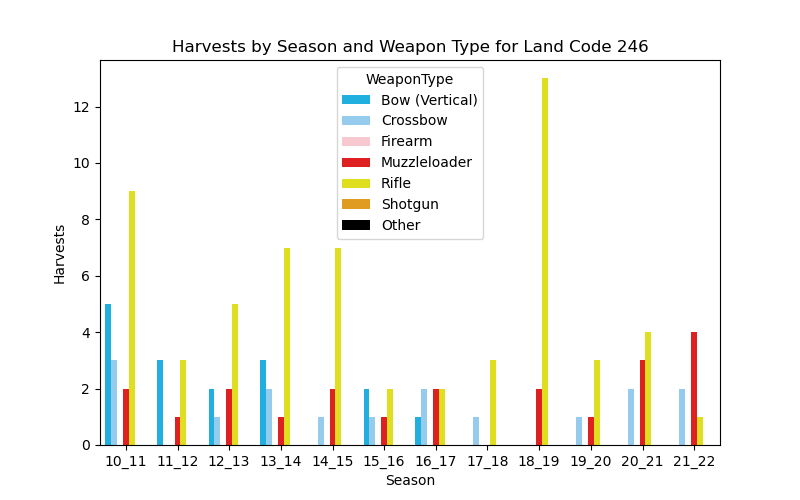 Harvests by Season and Weapon Type for Land Code 246
WeaponType
Bow (Vertical)
Crossbow
Firearm
Muzzleloader
Rifle
Shotgun
Other
Harvests
12
10
8
6
4
2
0
10_11 11_12 12_13 13_14 14_15 15_16 16_17 17_18 18_19 19_20 20_21 21_22
Season